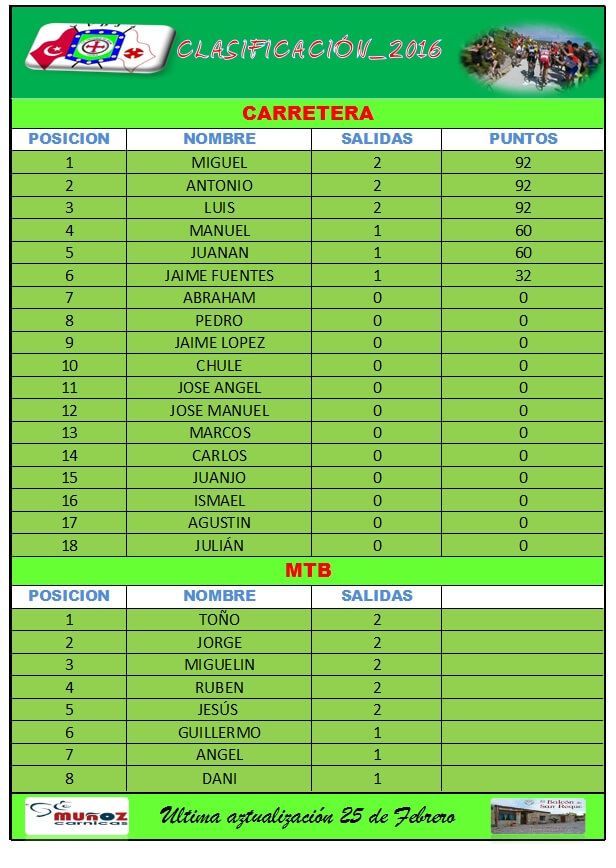 CLASIFICACIÓN_2016
CARRETERA
POSICION NOMBRE SALIDAS PUNTOS
1 MIGUEL 2 92
2 ANTONIO 2 92
3 LUIS 2 92
4 MANUEL 1 60
5 JUANAN 1 60
6 JAIME FUENTES 1 32
7 ABRAHAM 0 0
8 PEDRO 0 0
9 JAIME LOPEZ 0 0
10 CHULE 0 0
11 JOSE ANGEL 0 0
12 JOSE MANUEL 0 0
13 MARCOS 0 0
14 CARLOS 0 0
15 JUANJO 0 0
16 ISMAEL 0 0
17 AGUSTIN 0 0
18 JULIÁN 0 0
MTB
POSICION NOMBRE SALIDAS
1 TOÑO 2
2 JORGE 2
3 MIGUELIN 2
4 RUBEN 2
5 JESÚS 2
6 GUILLERMO 1
7 ANGEL 1
8 DANI 1
MUÑOZ
carnicas
Ultima aztualización 25 de Febrero
El Balcón de
San Roque